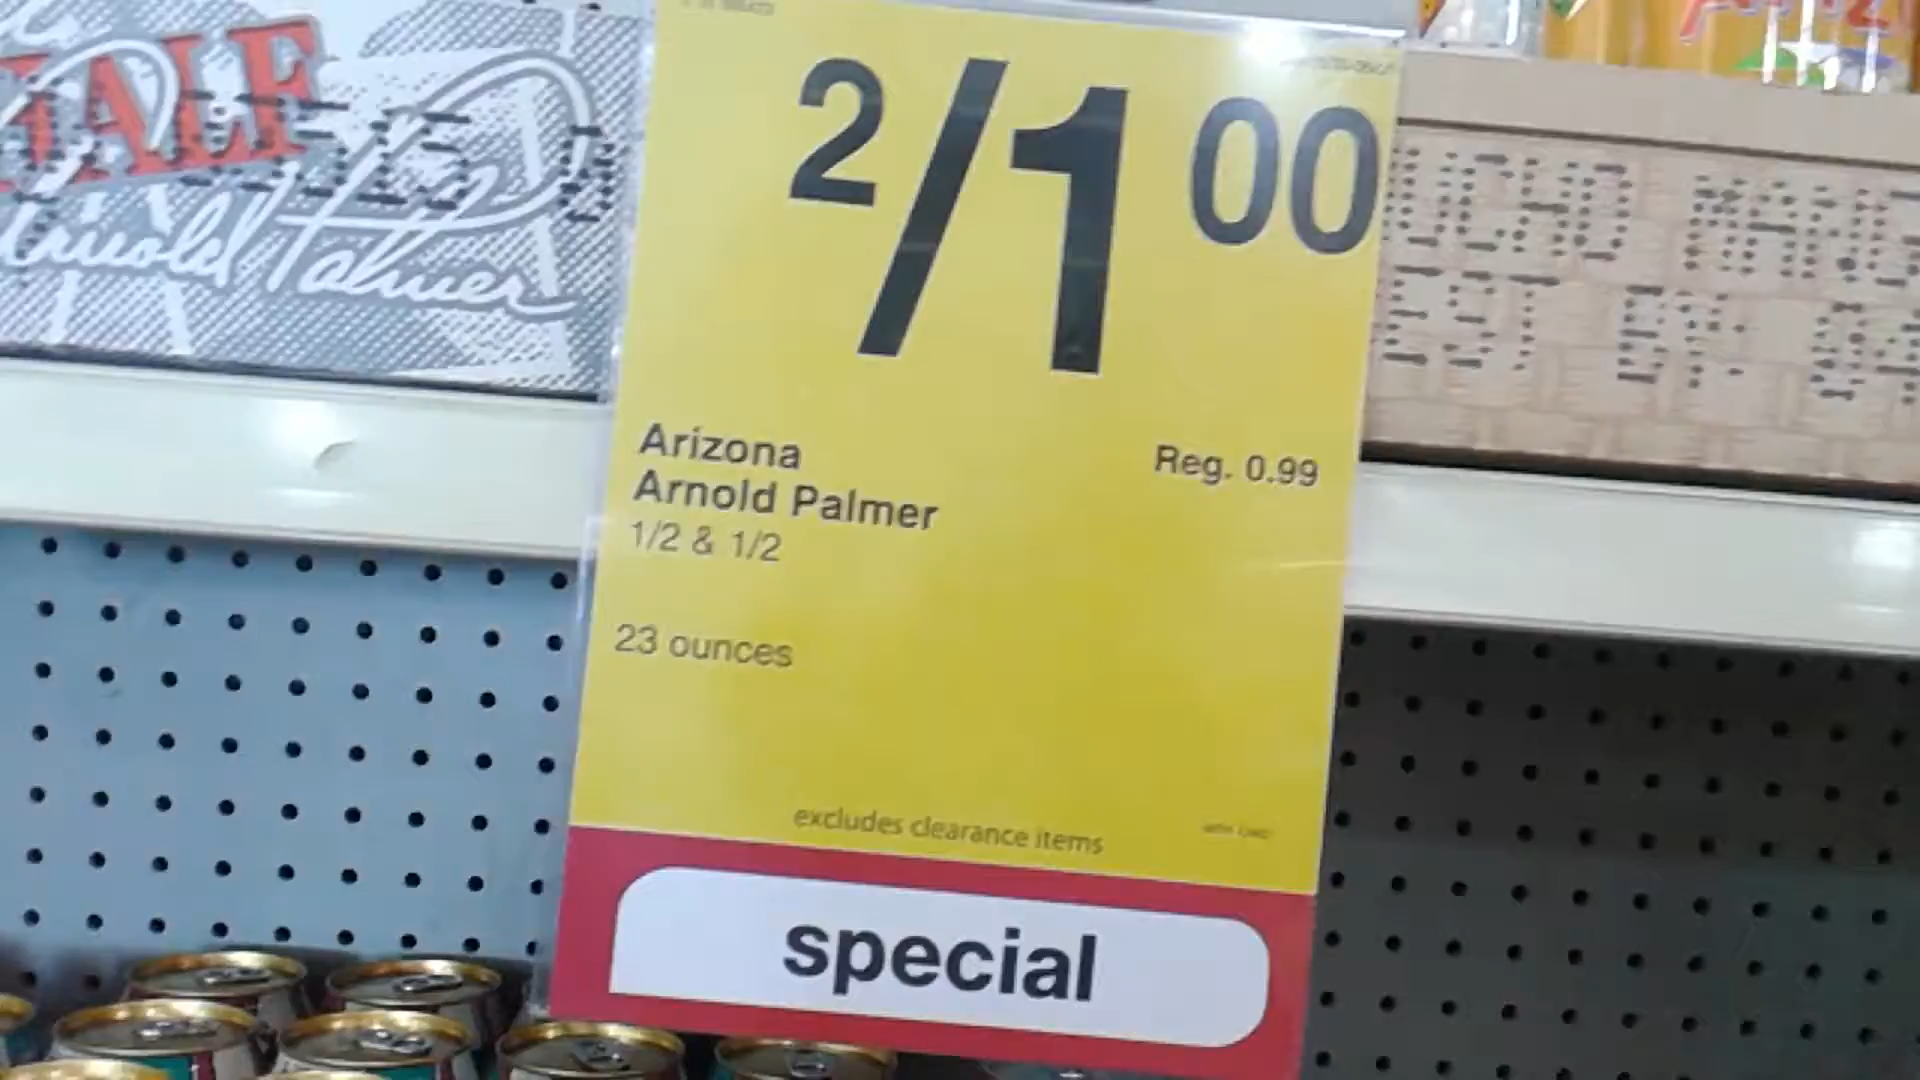 HALF
Arnold Palmer
2/1 00
Arizona
Reg. 0.99
Arnold Palmer
1/2 & 1/2
23 ounces
excludes clearance items
special